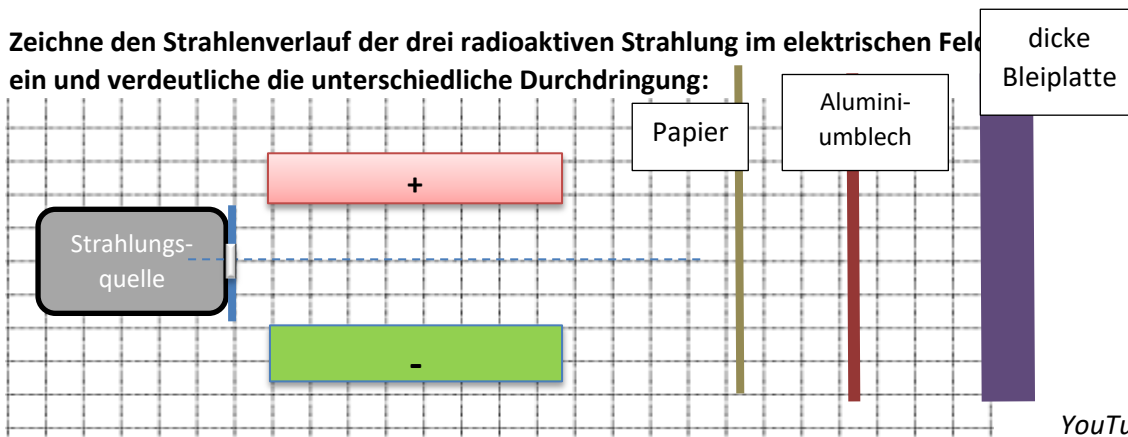 Zeichne den Strahlenverlauf der drei radioaktiven Strahlung im elektrischen Feld
ein und verdeutliche die unterschiedliche Durchdringung:
dicke
Bleiplatte
Alumini-
umblech
Papier
+
Strahlungs-
quelle
-
YouTu